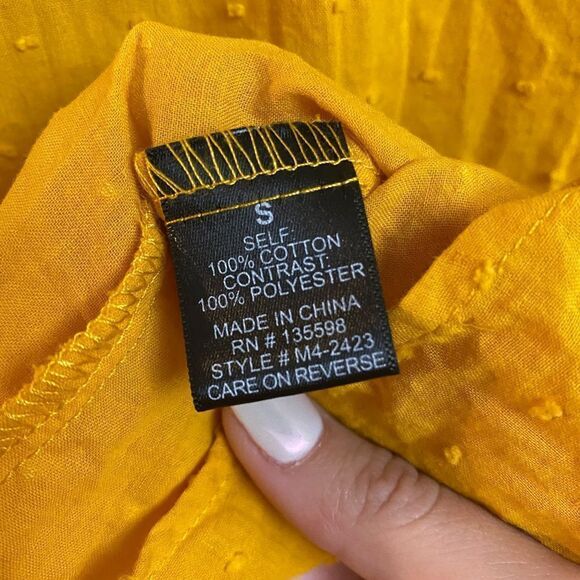 S
SELF:
100% COTTON
CONTRAST:
100% POLYESTER
MADE IN CHINA
RN # 135598
STYLE # M4-2423
CARE ON REVERSE